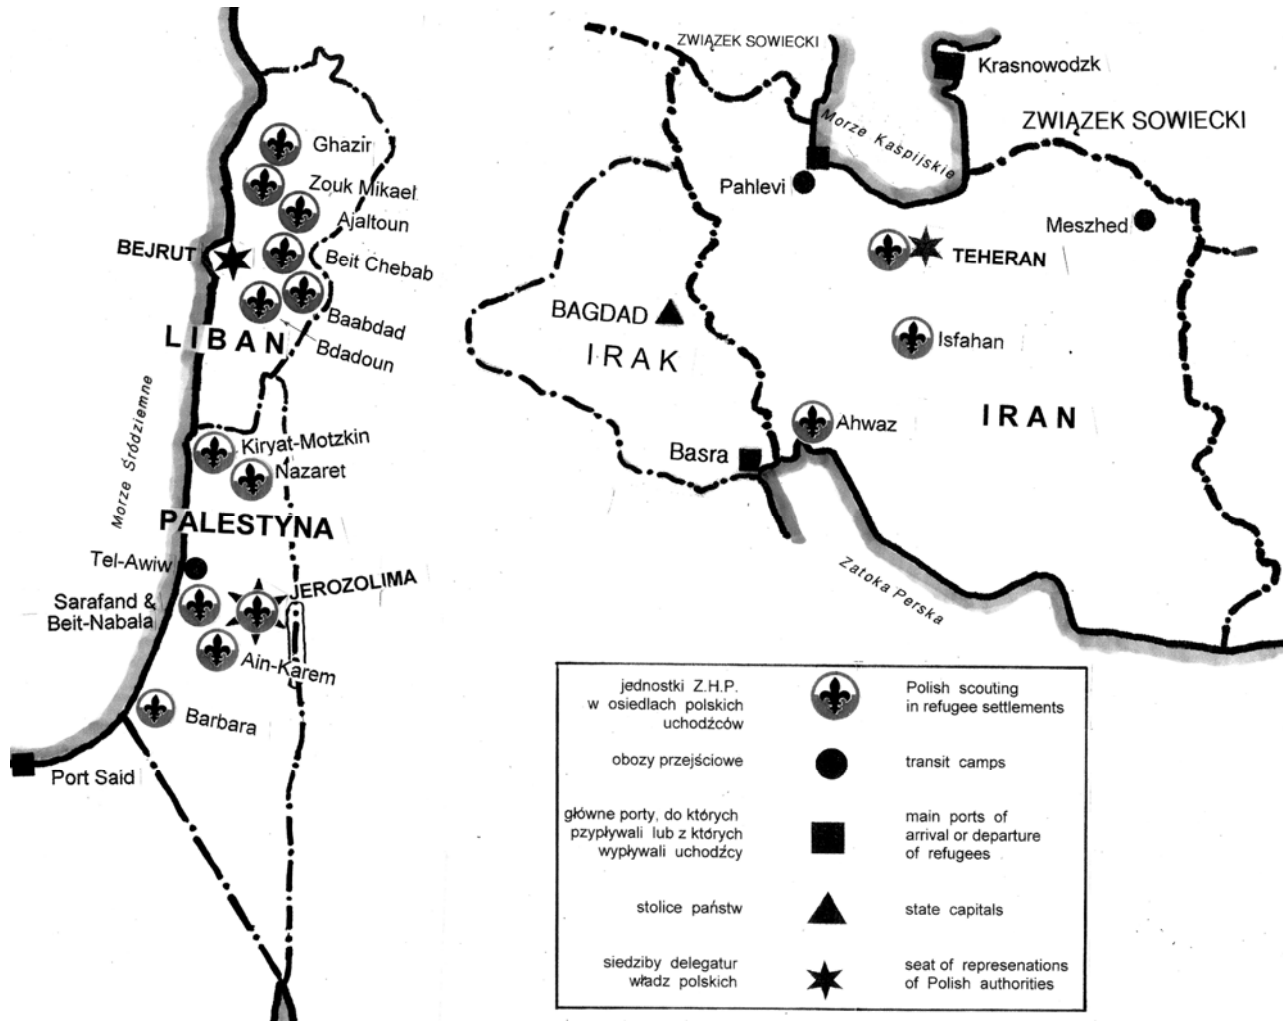 Ghazir
Zouk Mikael
Ajaltoun
BEJRUT
Beit Chebab
Baabdad
LIBAN
Bdadoun
Morze Śródziemne
Kiryat-Motzkin
Nazaret
PALESTYNA
Tel-Awiw
JEROZOLIMA
Sarafand &
Beit-Nabala
Ain-Karem
Barbara
Port Said
ZWIĄZEK SOWIECKI
Krasnowodzk
Morze Kaspijskie
ZWIĄZEK SOWIECKI
Pahlevi
Meszhed
TEHERAN
BAGDAD
Isfahan
IRAK
IRAN
Ahwaz
Basra
Zatoka Perska
jednostki Z.H.P.
w osiedlach polskich
uchodźców
Polish scouting
in refugee settlements
obozy przejściowe
transit camps
główne porty, do których
pzypływali lub z których
wypływali uchodźcy
main ports of
arrival or departure
of refugees
stolice państw
state capitals
siedziby delegatur
władz polskich
seat of represenations
of Polish authorities